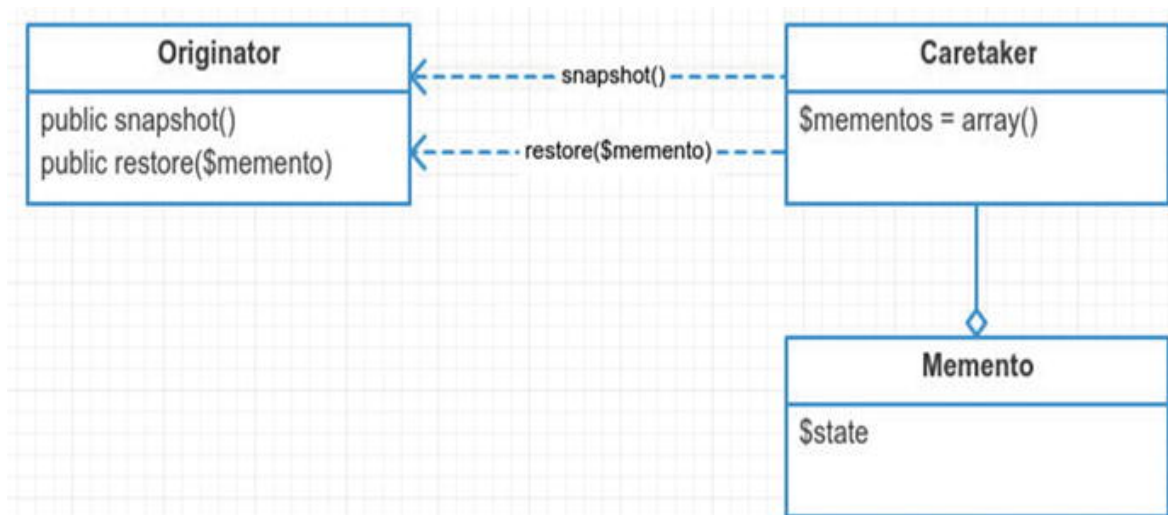 Originator
public snapshot()
public restore($memento)
snapshot()
restore($memento)
Caretaker
$mementos = array()
Memento
$state